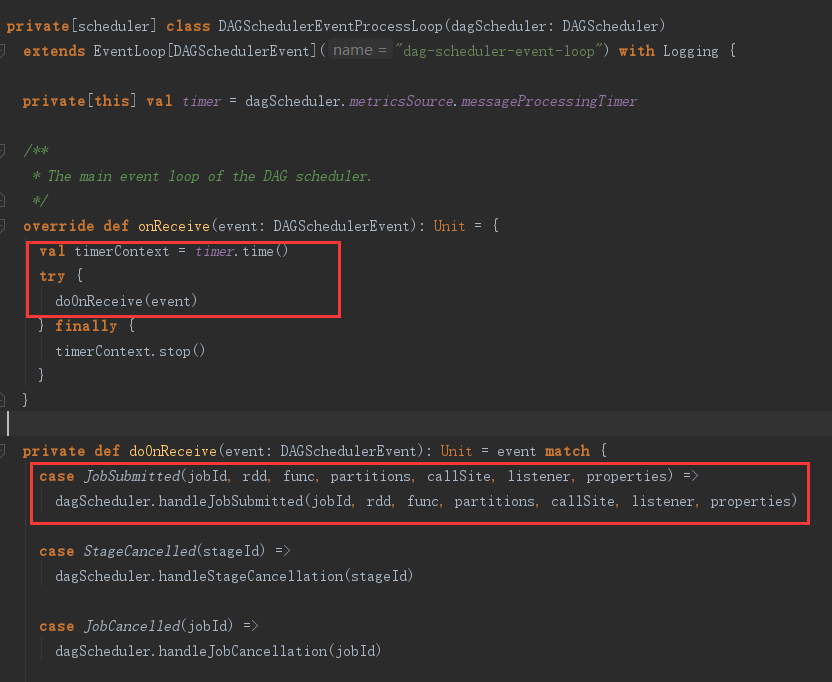 private[scheduler] class DAGSchedulerEventProcessLoop(dagScheduler: DAGScheduler)
extends EventLoop[DAGSchedulerEvent]( name = "dag-scheduler-event-loop") with Logging {
private[this] val timer = dagScheduler.metricsSource.messageProcessingTimer
/**
* The main event loop of the DAG scheduler.
*/
override def onReceive(event: DAGSchedulerEvent): Unit = {
val timerContext = timer.time()
try {
doOnReceive(event)
} finally {
timerContext.stop()
}
}
private def doOnReceive(event: DAGSchedulerEvent): Unit = event match {
case JobSubmitted(jobId, rdd, func, partitions, callSite, listener, properties) =>
dagScheduler.handleJobSubmitted(jobId, rdd, func, partitions, callSite, listener, properties)
case StageCancelled(stageId) =>
dagScheduler.handleStageCancellation(stageId)
case JobCancelled(jobId) =>
dagScheduler.handleJobCancellation(jobId)